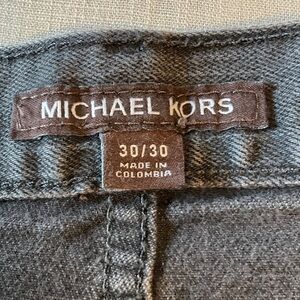 MICHAEL KORS
30/30
MADE IN
COLOMBIA